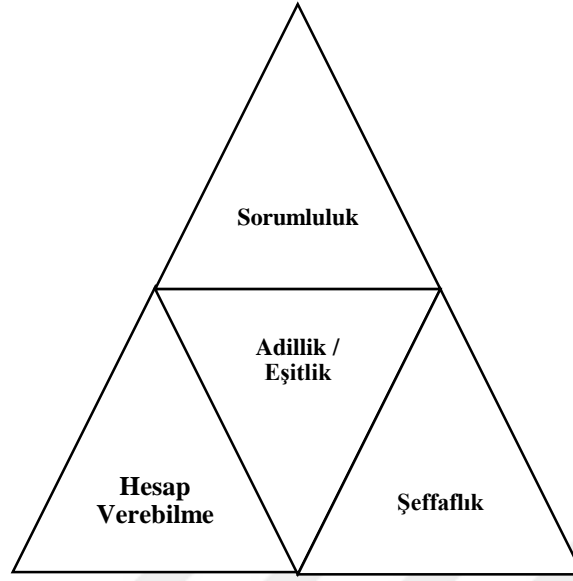 Sorumluluk
Adillik /
Eşitlik
Hesap
Verebilme
Şeffaflık